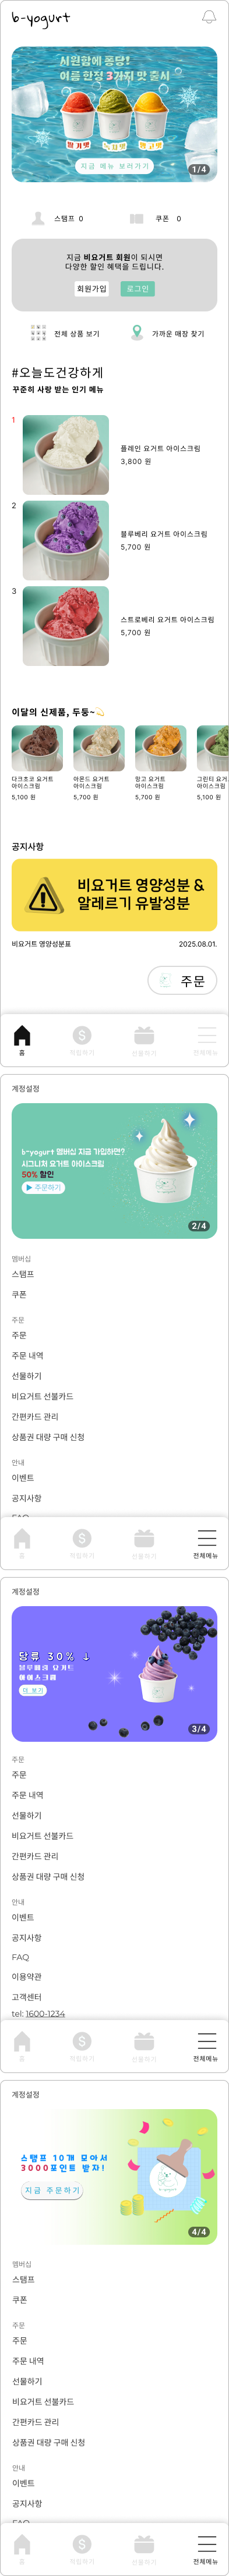 b-yogurt
시원함에 퐁당!
여름 한정 3가지 맛 출시
딸기맛
녹차맛
망고맛
지금 메뉴 보러가기
1/4
스탬프 0
쿠폰 0
지금 비요거트 회원이 되시면
다양한 할인 혜택을 드립니다.
회원가입
로그인
전체 상품 보기
가까운 매장 찾기
#오늘도건강하게
꾸준히 사랑 받는 인기 메뉴
1
플레인 요거트 아이스크림
3,800 원
2
블루베리 요거트 아이스크림
5,700 원
3
스트로베리 요거트 아이스크림
5,700 원
이달의 신제품, 두둥~💫
다크초코 요거트
아이스크림
5,100 원
아몬드 요거트
아이스크림
5,700 원
망고 요거트
아이스크림
5,700 원
그린티 요거
아이스크림
5,100 원
공지사항
비요거트 영양성분 &
알레르기 유발성분
비요거트 영양성분표
2025.08.01.
주문
홈
적립하기
선물하기
전체메뉴
계정설정
b-yogurt 멤버십 지금 가입하면?
시그니처 요거트 아이스크림
50% 할인
▶ 주문하기
2/4
멤버십
스탬프
쿠폰
주문
주문
주문 내역
선물하기
비요거트 선불카드
간편카드 관리
상품권 대량 구매 신청
안내
이벤트
공지사항
FAQ
홈
적립하기
선물하기
전체메뉴
계정설정
당류 30% ↓
블루베리 요거트
아이스크림
더 보기
3/4
주문
주문
주문 내역
선물하기
비요거트 선불카드
간편카드 관리
상품권 대량 구매 신청
안내
이벤트
공지사항
FAQ
이용약관
고객센터
tel: 1600-1234
홈
적립하기
선물하기
전체메뉴
계정설정
스탬프 10개 모아서
3000포인트 받자!
지금 주문하기
4/4
멤버십
스탬프
쿠폰
주문
주문
주문 내역
선물하기
비요거트 선불카드
간편카드 관리
상품권 대량 구매 신청
안내
이벤트
공지사항
FAQ
홈
적립하기
선물하기
전체메뉴